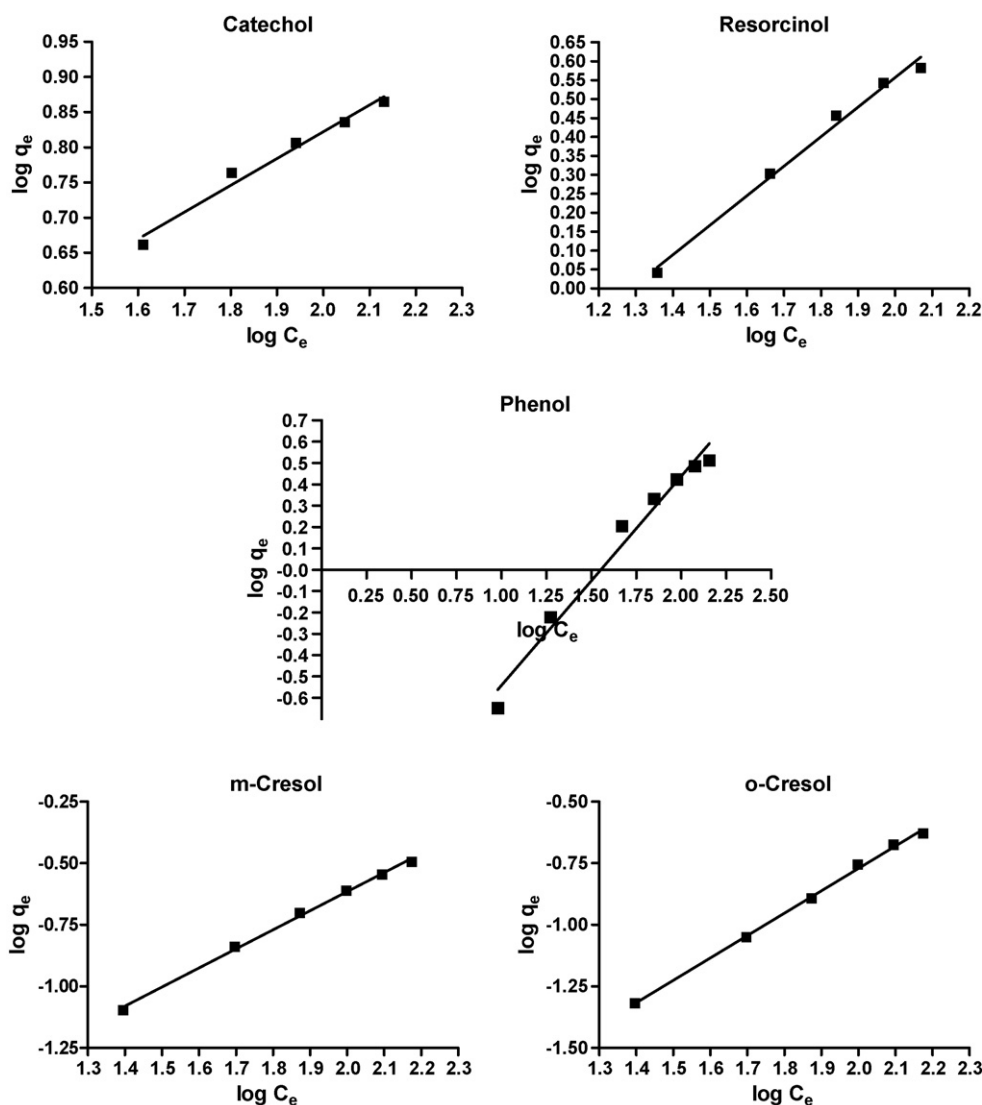 Catechol
0.95
0.90
0.85
0.80
0.75
0.70
0.65
0.60
log qe
1.5 1.6 1.7 1.8 1.9 2.0 2.1 2.2 2.3
log Ce
Resorcinol
0.65
0.60
0.55
0.50
0.45
0.40
0.35
0.30
0.25
0.20
0.15
0.10
0.05
0.00
log qe
1.2 1.3 1.4 1.5 1.6 1.7 1.8 1.9 2.0 2.1 2.2
log Ce
Phenol
0.7
0.6
0.5
0.4
0.3
0.2
0.1
-0.0
-0.1
-0.2
-0.3
-0.4
-0.5
-0.6
log qe
0.25 0.50 0.75 1.00 1.25 1.50 1.75 2.00 2.25 2.50
log Ce
m-Cresol
-0.25
-0.50
-0.75
-1.00
-1.25
log qe
1.3 1.4 1.5 1.6 1.7 1.8 1.9 2.0 2.1 2.2 2.3
log Ce
o-Cresol
-0.50
-0.75
-1.00
-1.25
-1.50
log qe
1.3 1.4 1.5 1.6 1.7 1.8 1.9 2.0 2.1 2.2 2.3
log Ce